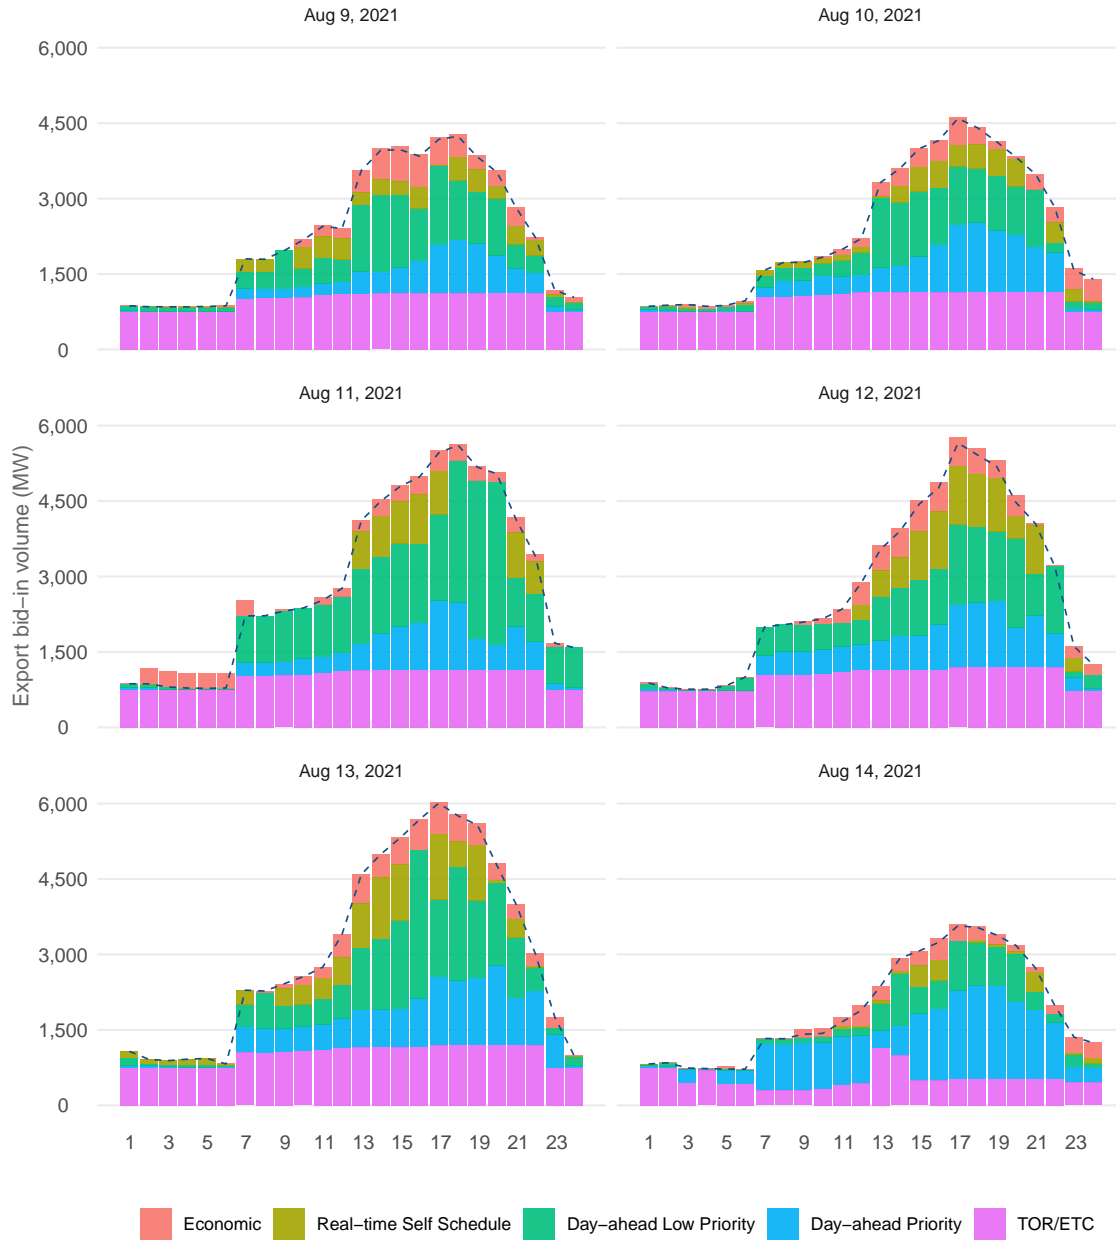 Aug 9, 2021 Aug 10, 2021
6,000
4,500
3,000
1,500
0
Aug 11, 2021 Aug 12, 2021
6,000
4,500
3,000
1,500
0
Export bid−in volume (MW)
Aug 13, 2021 Aug 14, 2021
6,000
4,500
3,000
1,500
0
1 3 5 7 9 11 13 15 17 19 21 23 1 3 5 7 9 11 13 15 17 19 21 23
Economic Real−time Self Schedule Day−ahead Low Priority Day−ahead Priority TOR/ETC